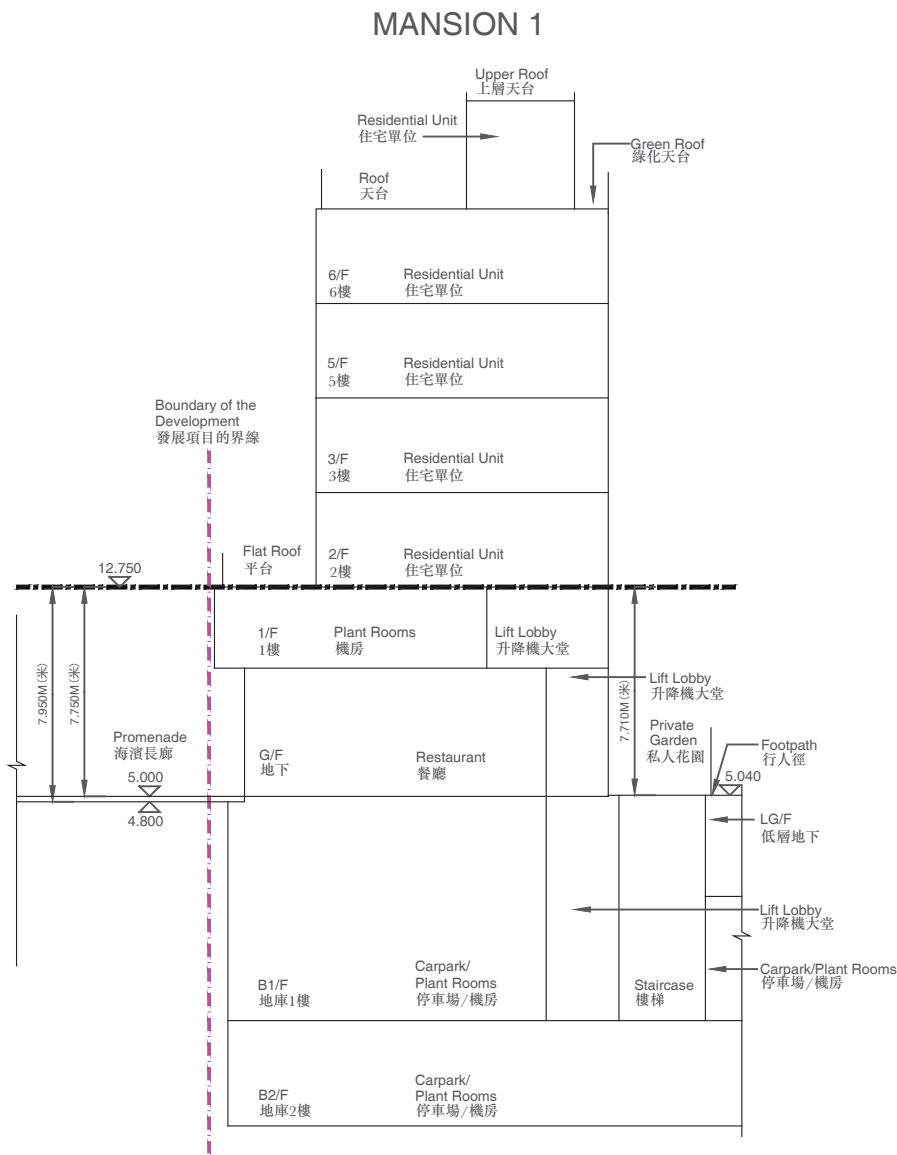 MANSION 1
Upper Roof
上層天台
Residential Unit
住宅單位
Green Roof
綠化天台
Roof
天台
6/F
6樓
Residential Unit
住宅單位
5/F
5樓
Residential Unit
住宅單位
Boundary of the
Development
發展項目的界線
3/F
3樓
Residential Unit
住宅單位
Flat Roof
平台
2/F
2樓
Residential Unit
住宅單位
12.750
1/F
1樓
Plant Rooms
機房
Lift Lobby
升降機大堂
7.950M (米)
7.750M (米)
7.710M (米)
Lift Lobby
升降機大堂
Promenade
海濱長廊
G/F
地下
Restaurant
餐廳
Private
Garden
私人花園
Footpath
行人徑
5.000
4.800
5.040
LG/F
低層地下
Lift Lobby
升降機大堂
B1/F
地庫1樓
Carpark/
Plant Rooms
停車場/機房
Staircase
樓梯
Carpark/Plant Rooms
停車場/機房
B2/F
地庫2樓
Carpark/
Plant Rooms
停車場/機房